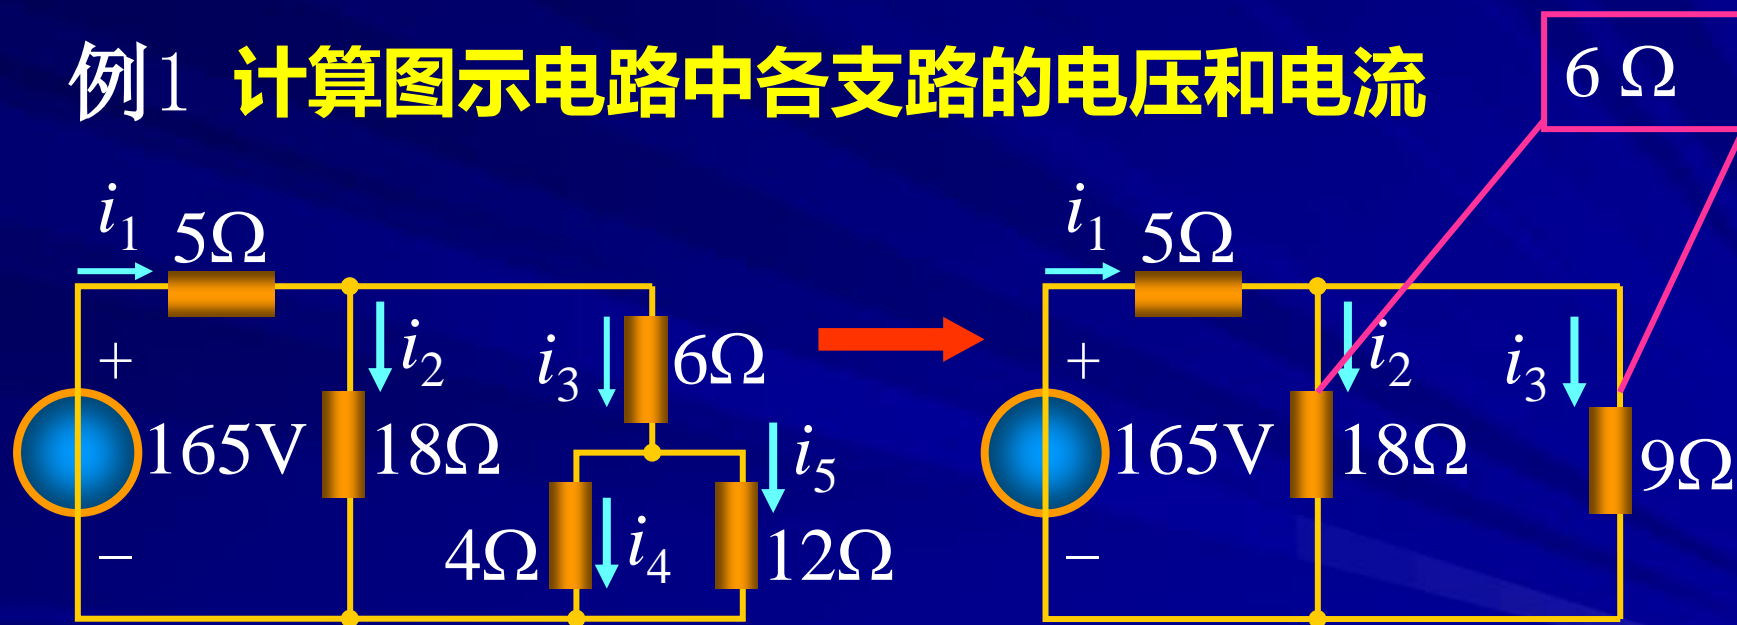 例1 计算图示电路中各支路的电压和电流
6 Ω
i1 5Ω
+
i2
i3
6Ω
165V
18Ω
i5
4Ω
i4
12Ω
−
i1 5Ω
+
i2
i3
165V
18Ω
9Ω
−